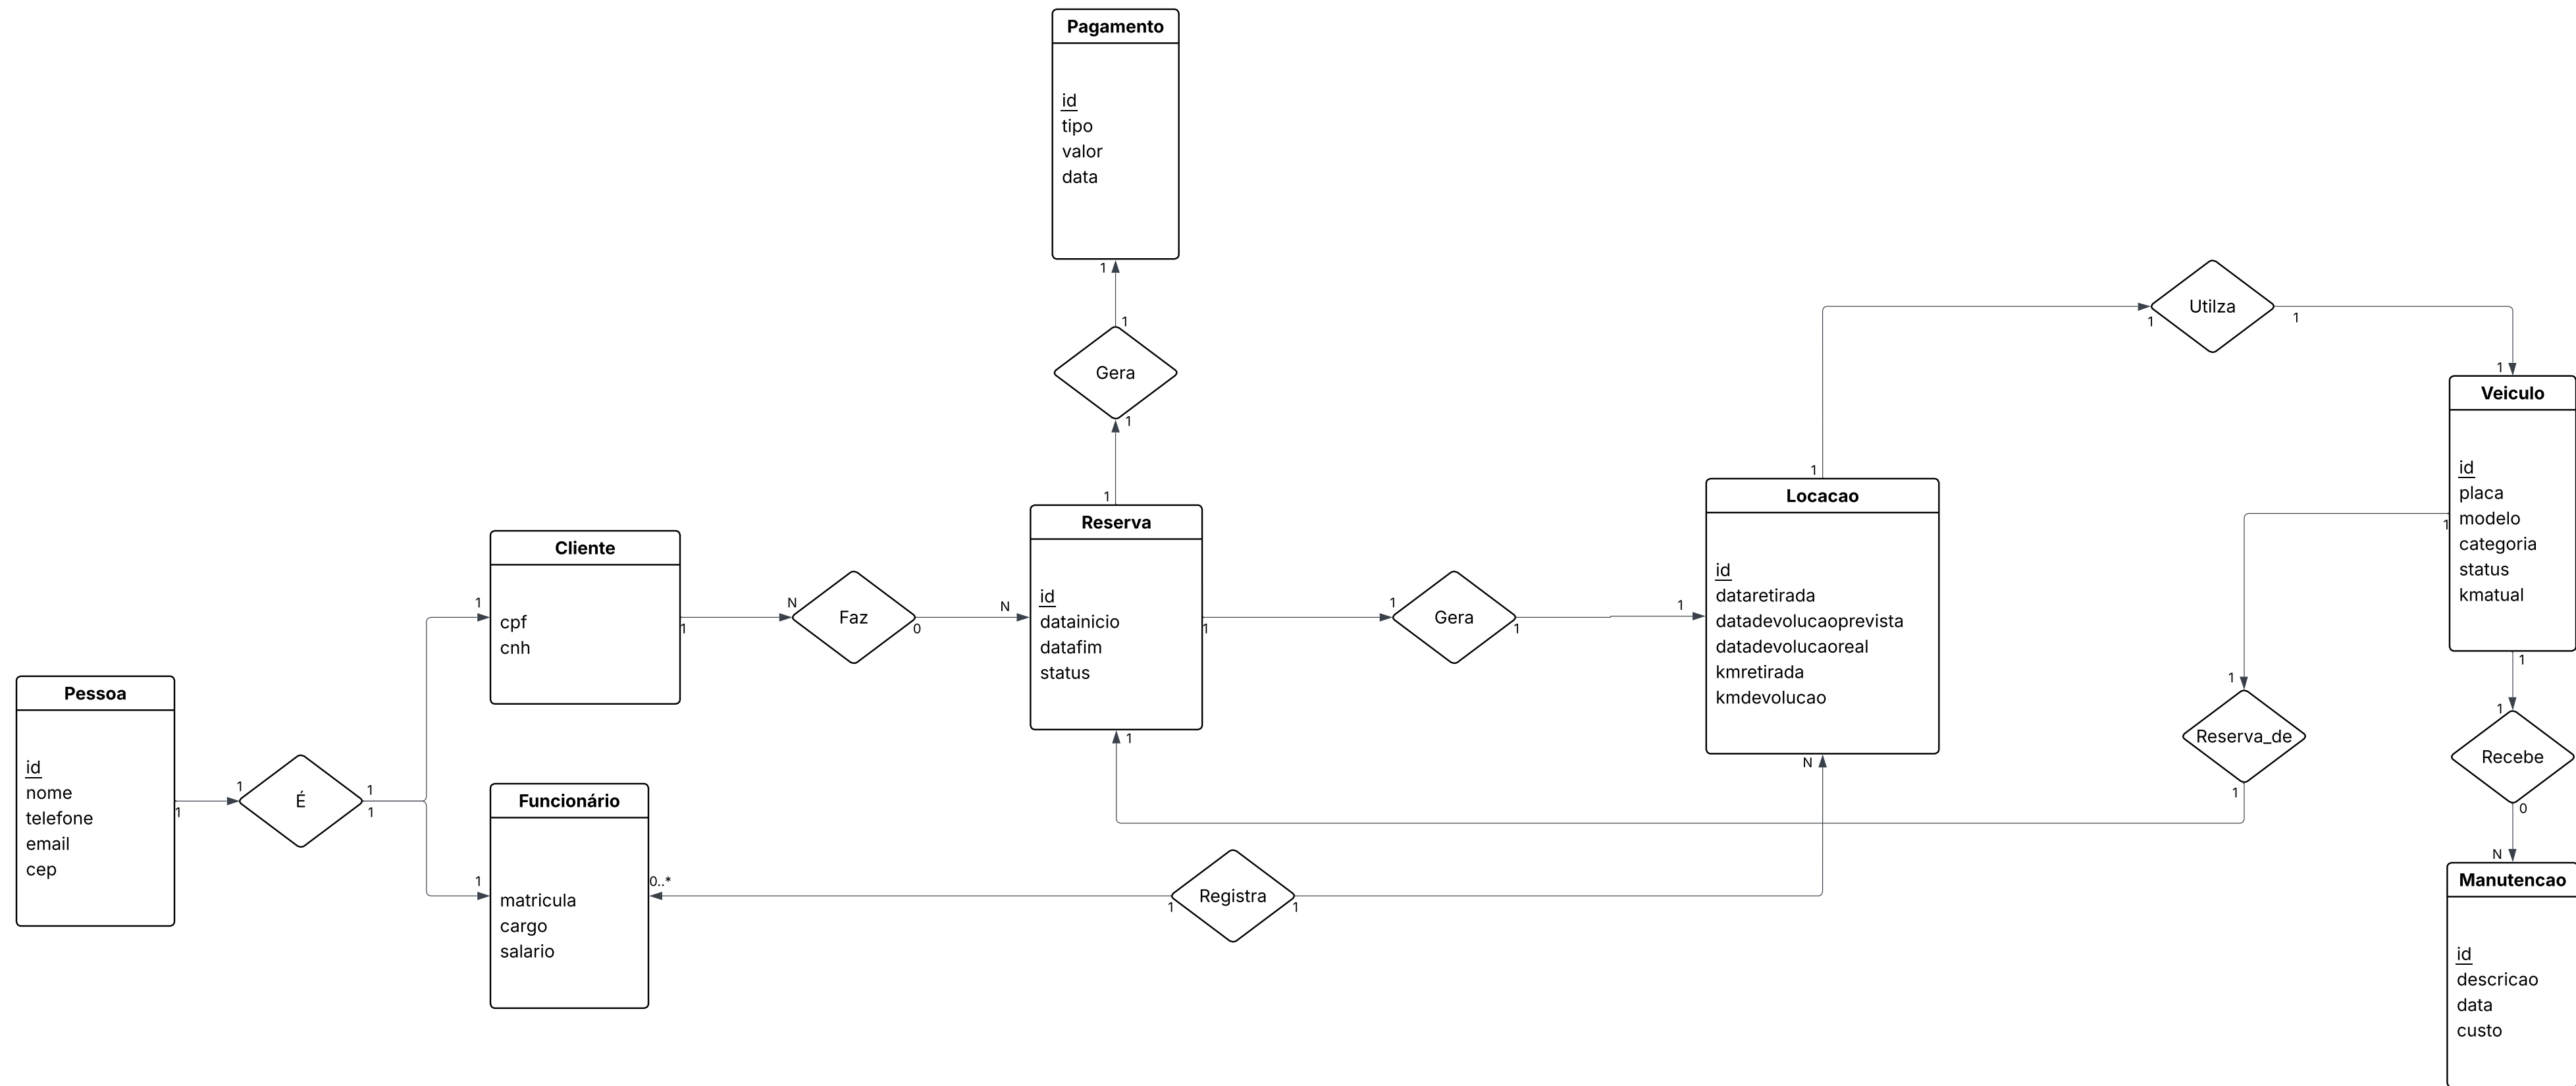 Pagamento
id
tipo
valor
data
1
1
Gera
1
1
Utilza
1
1
1
1
Veiculo
id
placa
modelo
categoria
status
kmatual
1
1
Locacao
id
dataretirada
datadevolucaoprevista
datadevolucaoreal
kmretirada
kmdevolucao
N
Reserva
id
datainicio
datafim
status
1
1
1
Gera
1
1
Cliente
cpf
cnh
1
1
N
Faz
0
N
Pessoa
id
nome
telefone
email
cep
1
1
É
1
1
Funcionário
matricula
cargo
salario
1
0..*
1
Registra
1
1
Reserva_de
1
1
Recebe
0
N
Manutencao
id
descricao
data
custo